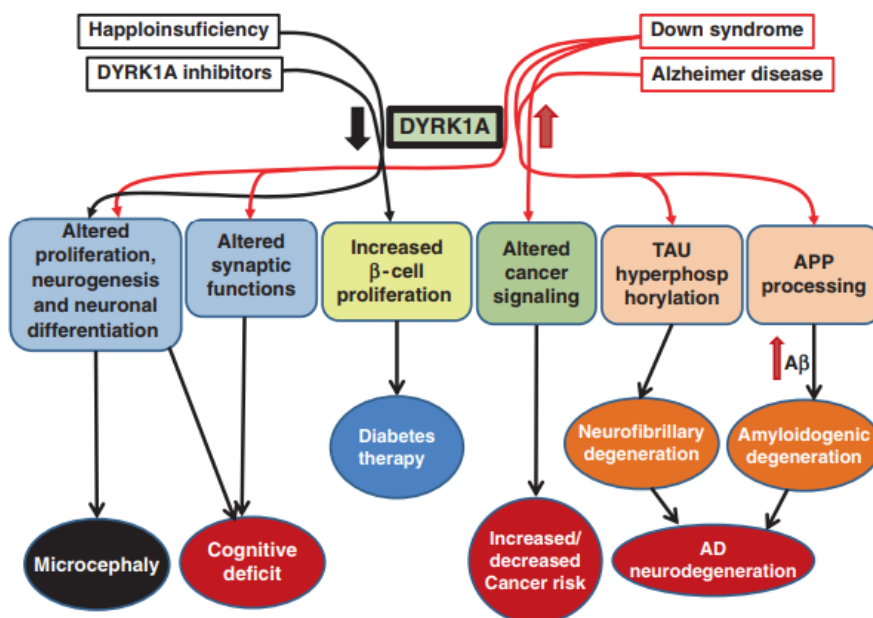 Happloinsuficiency
Down syndrome
DYRK1A inhibitors
Alzheimer disease
DYRK1A
Altered
proliferation,
neurogenesis
and neuronal
differentiation
Altered
synaptic
functions
Increased
β-cell
proliferation
Altered
cancer
signaling
TAU
hyperphosp
horylation
APP
processing
Aβ
Diabetes
therapy
Neurofibrillary
degeneration
Amyloidogenic
degeneration
Microcephaly
Cognitive
deficit
Increased/
decreased
Cancer risk
AD
neurodegeneration